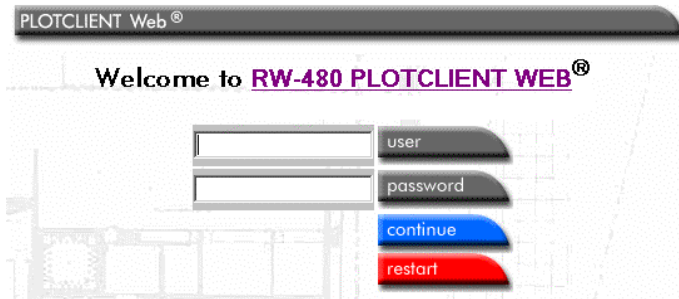 PLOTCLIENT Web®
Welcome to RW-480 PLOTCLIENT WEB®
user
password
continue
restart